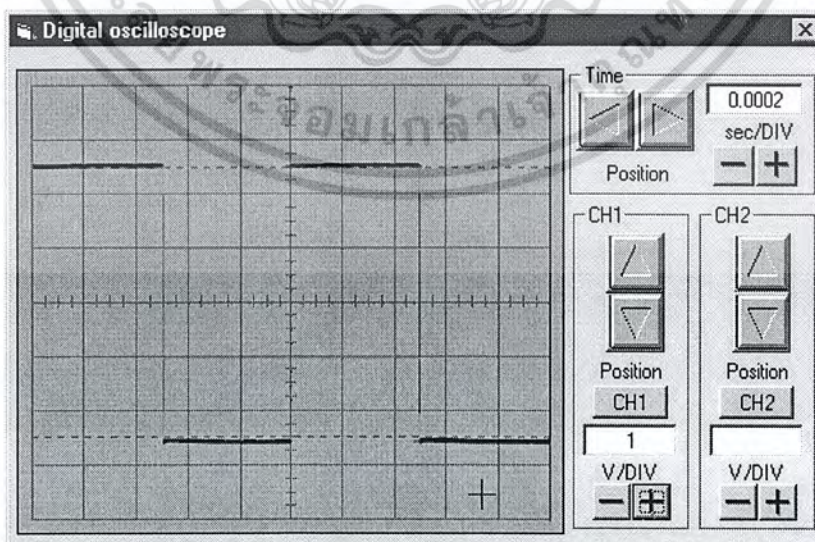 Digital oscilloscope
Time
0.0002
sec/DIV
Position
CH1
CH2
Position
Position
CH1
CH2
1
V/DIV
V/DIV